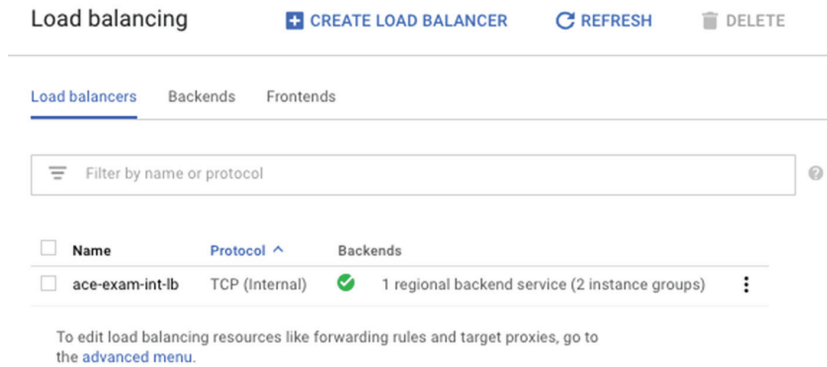 Load balancing CREATE LOAD BALANCER REFRESH DELETE
Load balancers Backends Frontends
Filter by name or protocol
Name Protocol Backends
ace-exam-int-lb TCP (Internal) 1 regional backend service (2 instance groups)
To edit load balancing resources like forwarding rules and target proxies, go to
the advanced menu.